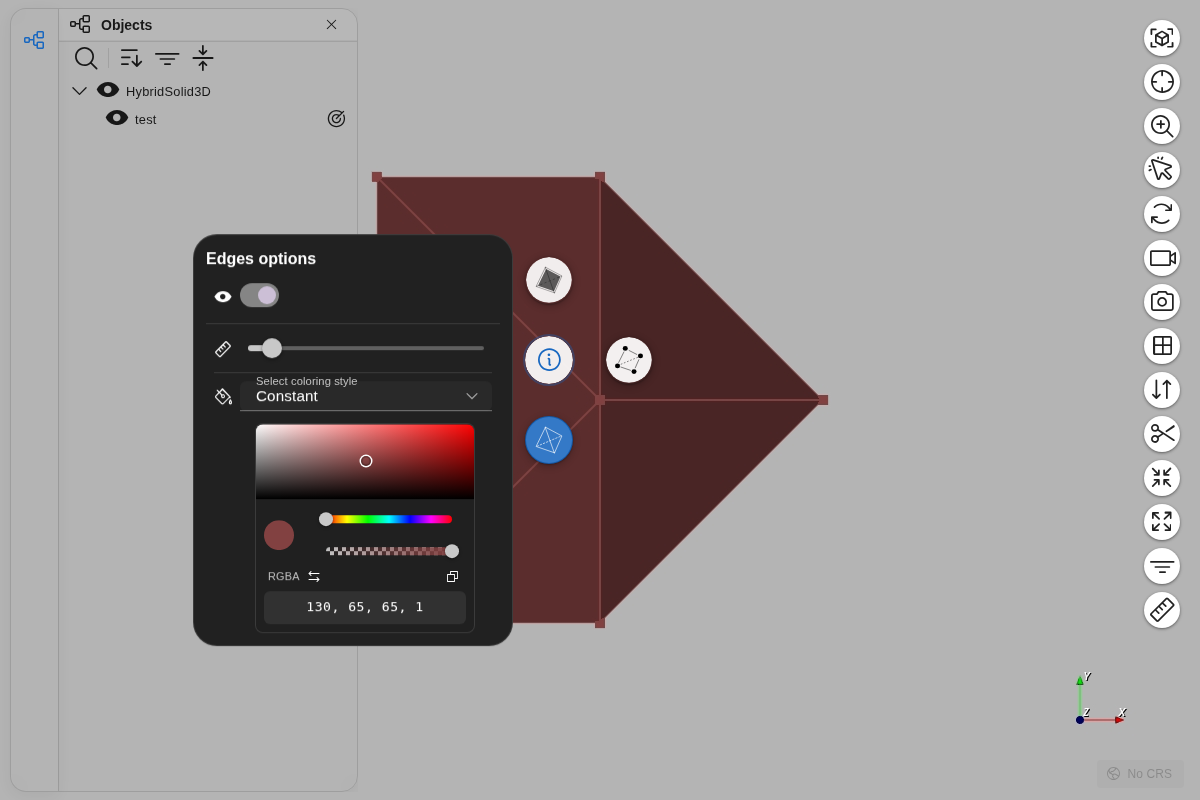 Objects
HybridSolid3D
test
Edges options
Select coloring style
Constant
RGBA
130, 65, 65, 1
Y
Z
X
No CRS